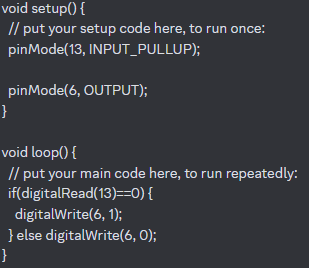 void setup() {
  // put your setup code here, to run once:
  pinMode(13, INPUT_PULLUP);

  pinMode(6, OUTPUT);
}

void loop() {
  // put your main code here, to run repeatedly:
  if(digitalRead(13)==0) {
    digitalWrite(6, 1);
  } else digitalWrite(6, 0);
}